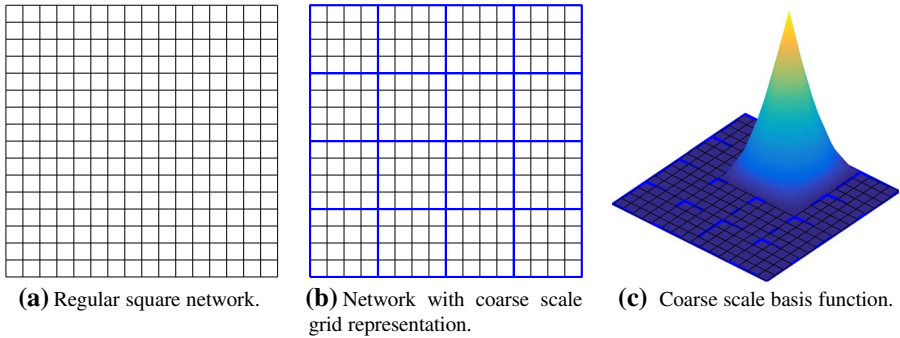 (a) Regular square network.
(b) Network with coarse scale
grid representation.
(c) Coarse scale basis function.